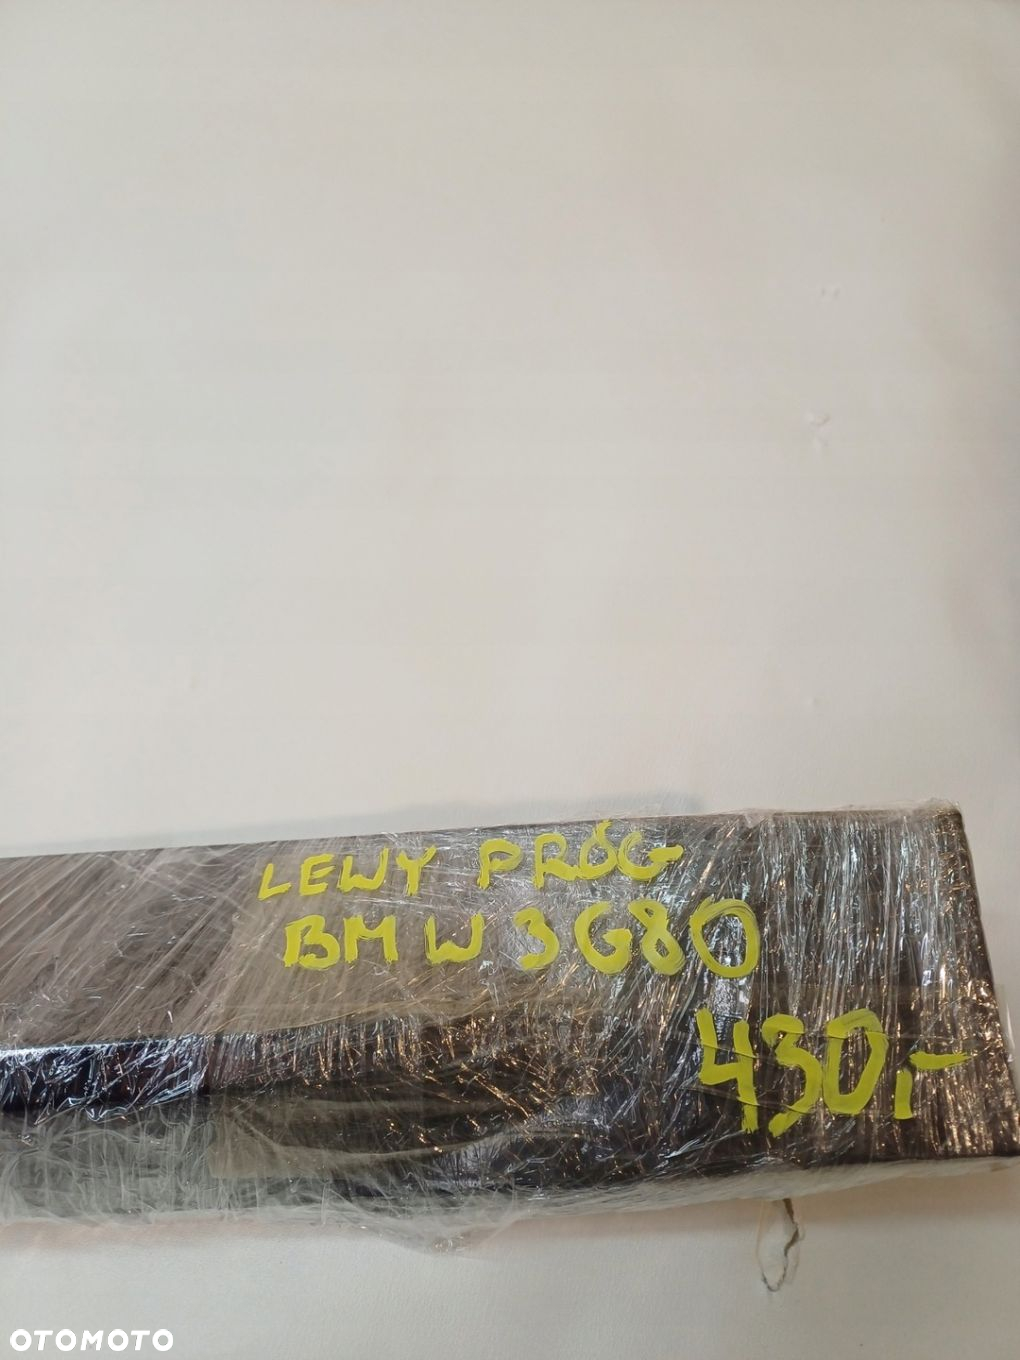 LEWY PRÓG
BMW 3 G80
430,-
OTOMOTO